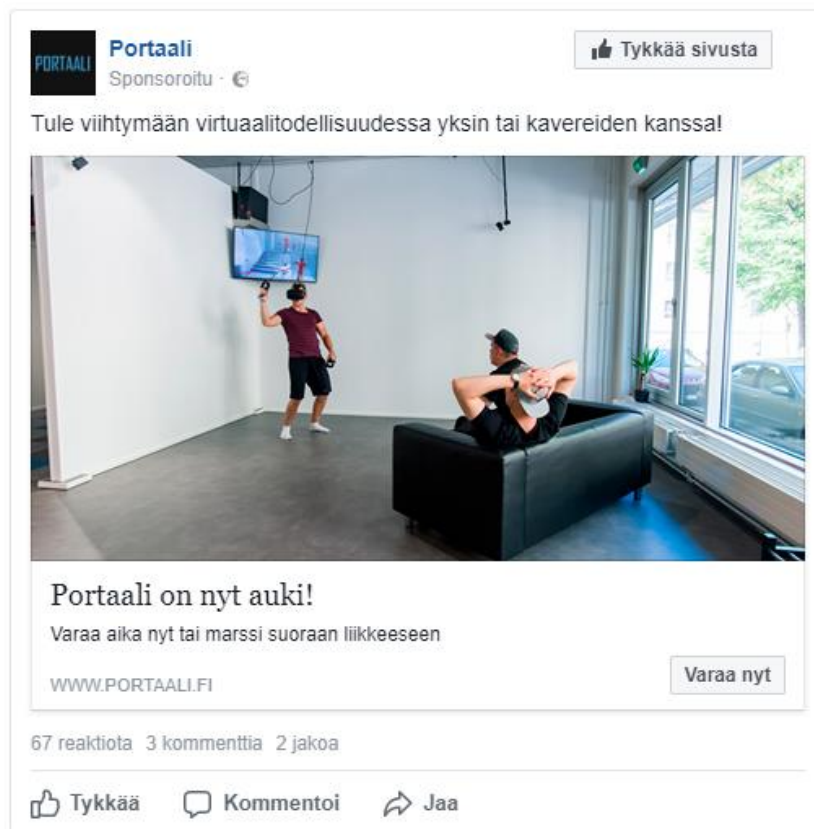 PORTAALI
Portaali
Tykkää sivusta
Sponsoroitu ·
Tule viihtymään virtuaalitodellisuudessa yksin tai kavereiden kanssa!
Portaali on nyt auki!
Varaa aika nyt tai marssi suoraan liikkeeseen
WWW.PORTAALI.FI
Varaa nyt
67 reaktiota 3 kommenttia 2 jakoa
Tykkää Kommentoi Jaa